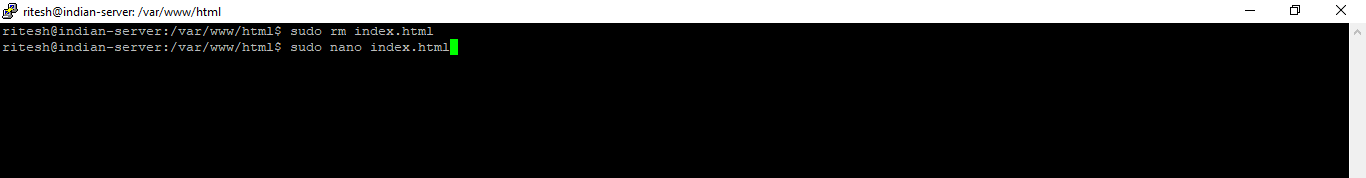 ritesh@indian-server: /var/www/html
ritesh@indian-server:/var/www/html$ sudo rm index.html
ritesh@indian-server:/var/www/html$ sudo nano index.html